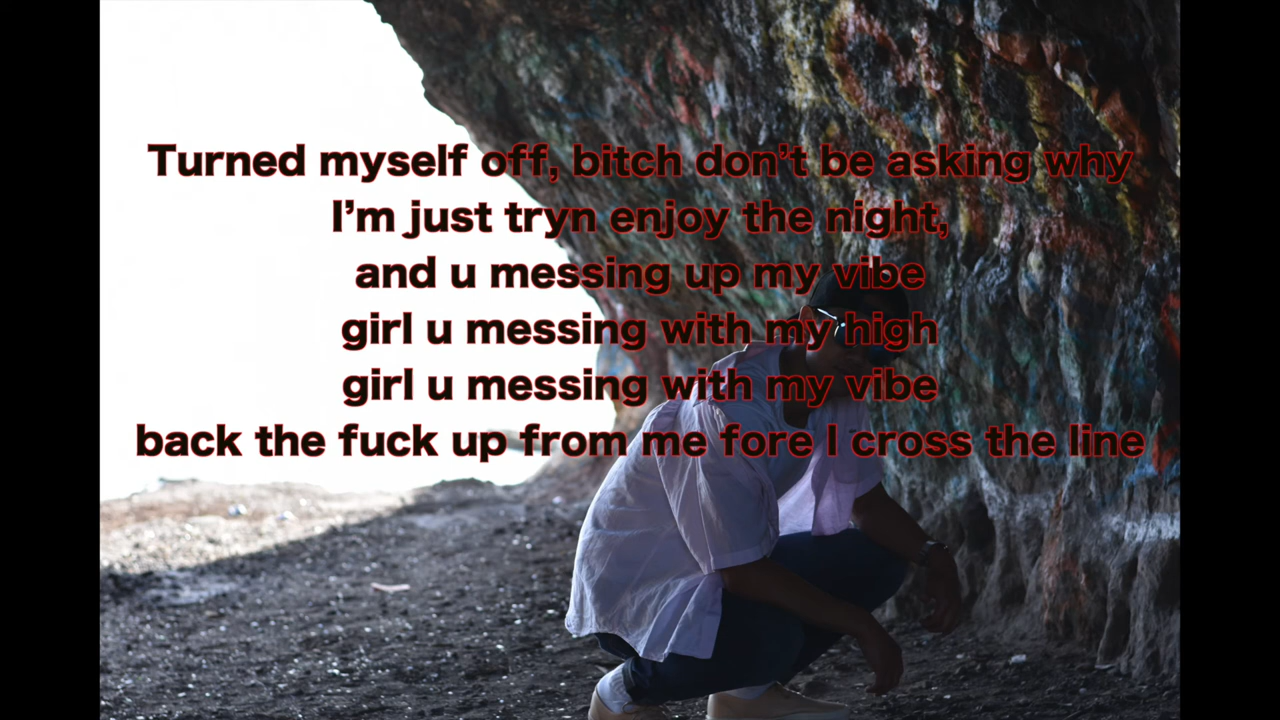 Turned myself off, bitch don’t be asking why
I’m just tryn enjoy the night,
and u messing up my vibe
girl u messing with my high
girl u messing with my vibe
back the fuck up from me fore I cross the line